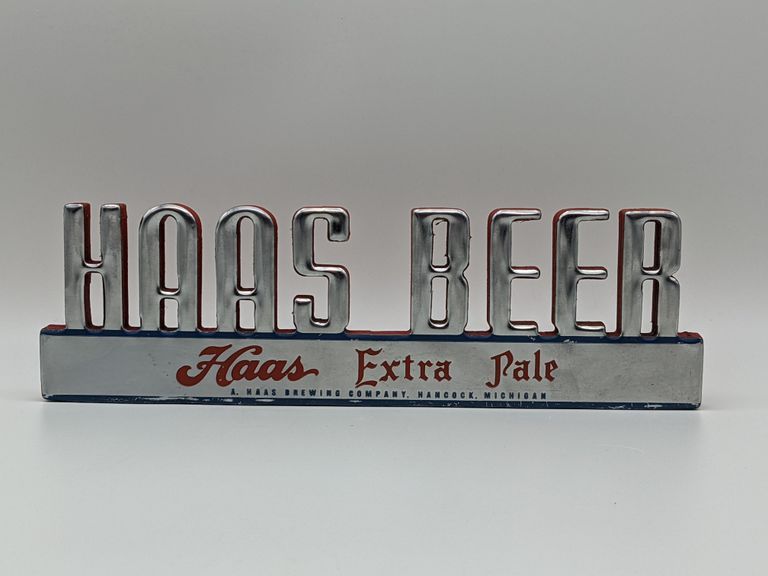 HAAS BEER
Haas Extra Pale
A. HAAS BREWING COMPANY, HANCOCK, MICHIGAN